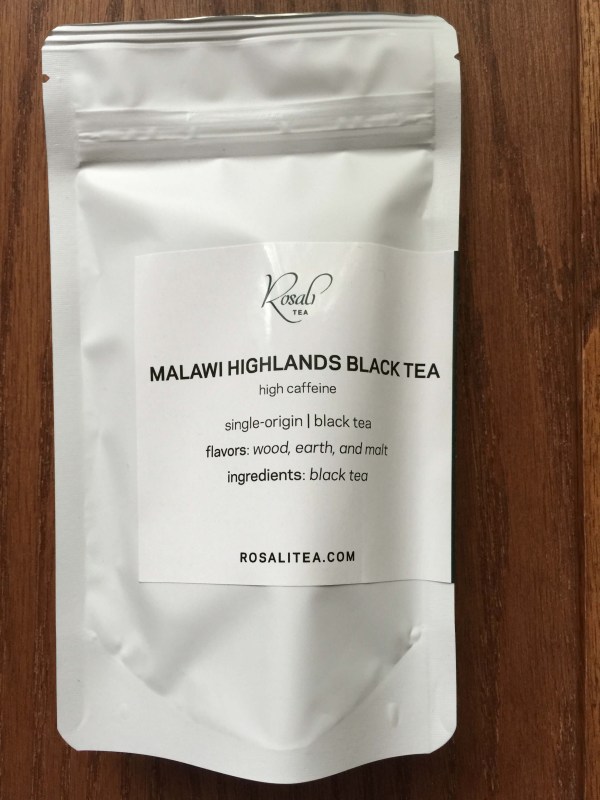 Rosali
TEA
MALAWI HIGHLANDS BLACK TEA
high caffeine
single-origin | black tea
flavors: wood, earth, and malt
ingredients: black tea
ROSALITEA.COM